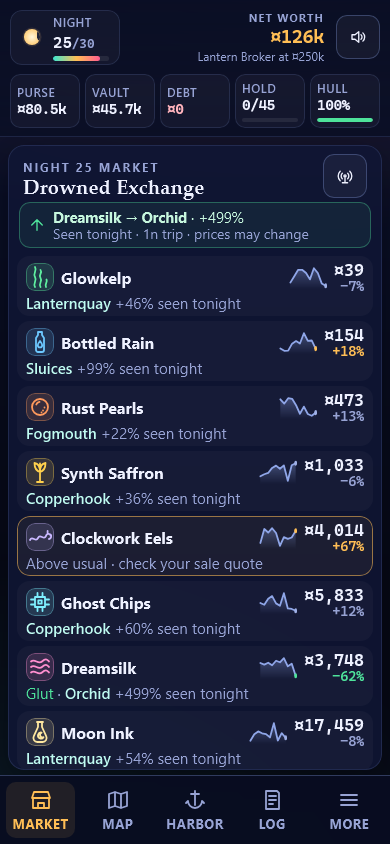 NIGHT
25/30
NET WORTH
¤126k
Lantern Broker at ¤250k
PURSE
¤80.5k
VAULT
¤45.7k
DEBT
¤0
HOLD
0/45
HULL
100%
NIGHT 25 MARKET
Drowned Exchange
↑ Dreamsilk → Orchid · +499%
Seen tonight · 1n trip · prices may change
Glowkelp ¤39
−7%
Lanternquay +46% seen tonight
Bottled Rain ¤154
+18%
Sluices +99% seen tonight
Rust Pearls ¤473
+13%
Fogmouth +22% seen tonight
Synth Saffron ¤1,033
−6%
Copperhook +36% seen tonight
Clockwork Eels ¤4,014
+67%
Above usual · check your sale quote
Ghost Chips ¤5,833
+12%
Copperhook +60% seen tonight
Dreamsilk ¤3,748
−62%
Glut · Orchid +499% seen tonight
Moon Ink ¤17,459
−8%
Lanternquay +54% seen tonight
MARKET MAP HARBOR LOG MORE